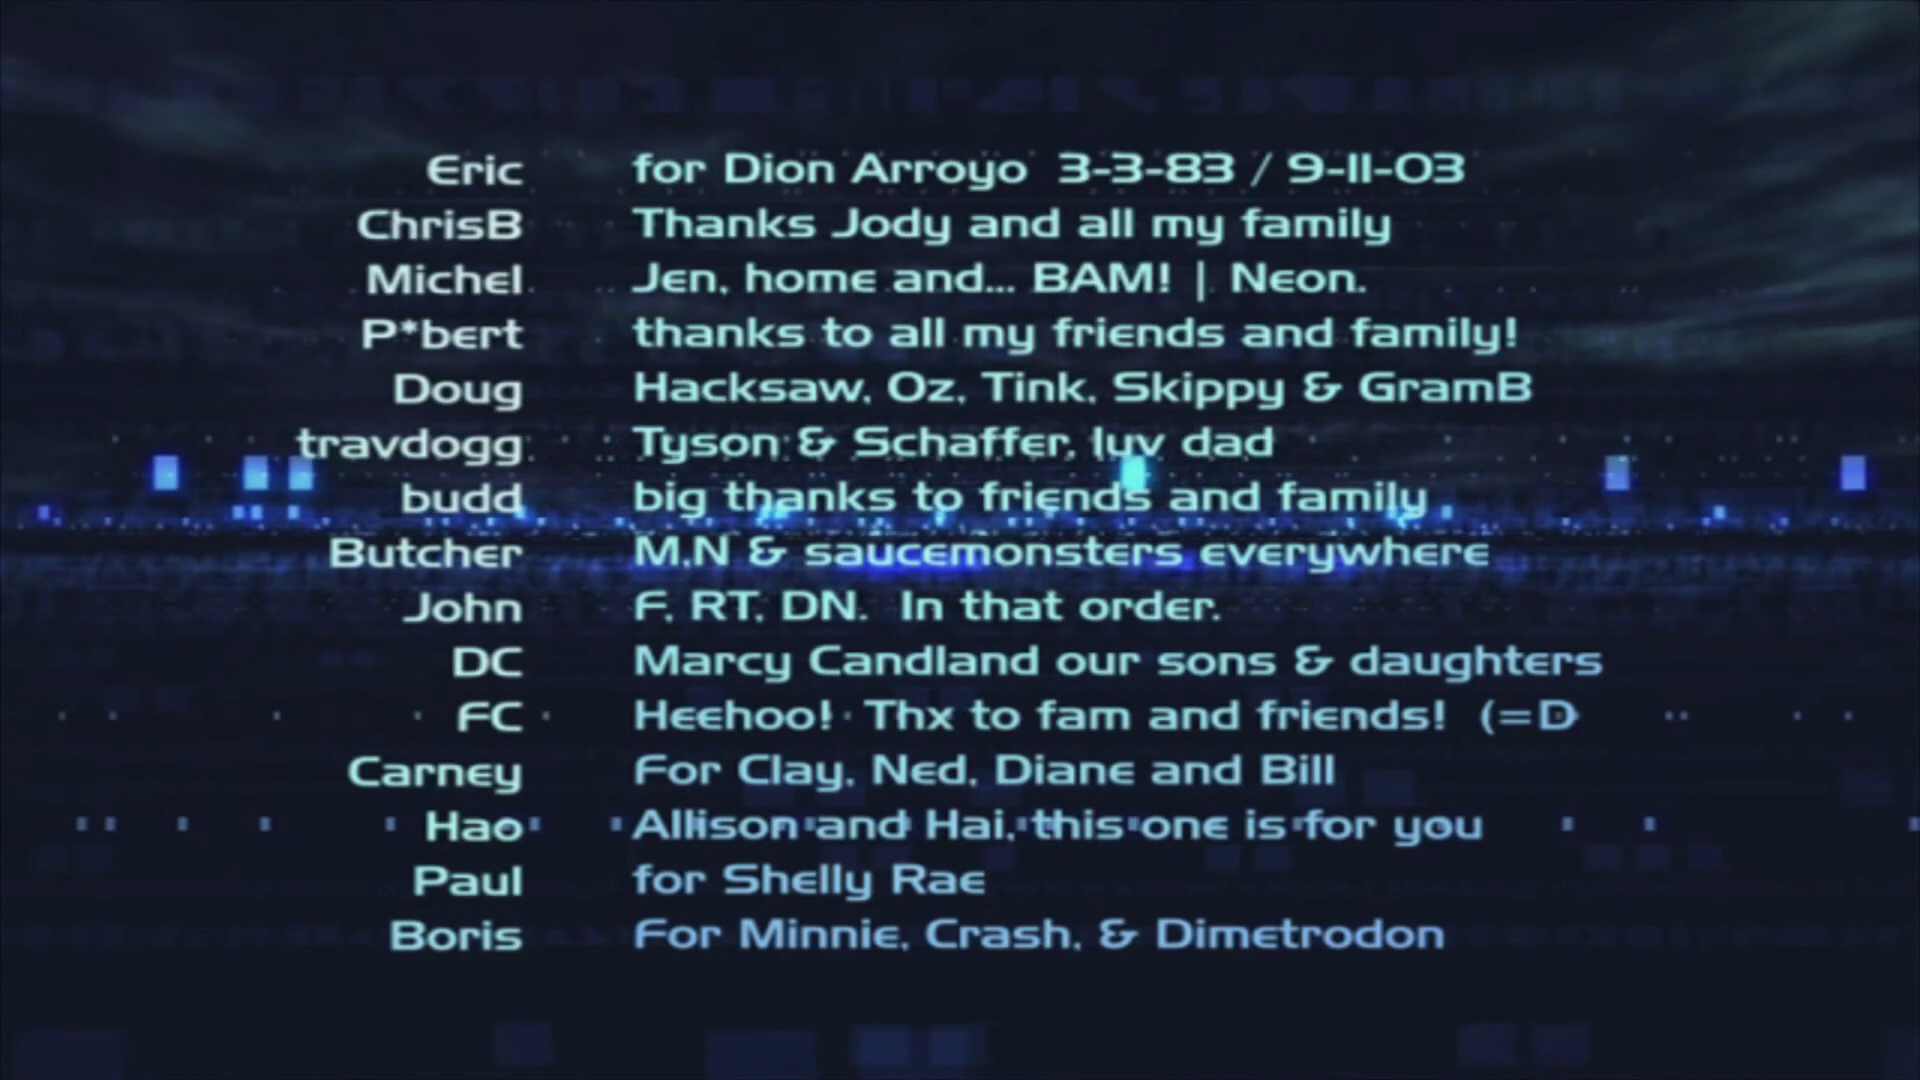 Eric for Dion Arroyo 3-3-83 / 9-11-03
ChrisB Thanks Jody and all my family
Michel Jen, home and... BAM! | Neon.
P*bert thanks to all my friends and family!
Doug Hacksaw, Oz, Tink, Skippy & GramB
travdogg Tyson & Schaffer, luv dad
budd big thanks to friends and family
Butcher M,N & saucemonsters everywhere
John F, RT, DN. In that order.
DC Marcy Candland our sons & daughters
FC Heehoo! Thx to fam and friends! (=D
Carney For Clay, Ned, Diane and Bill
Hao Allison and Hai, this one is for you
Paul for Shelly Rae
Boris For Minnie, Crash, & Dimetrodon